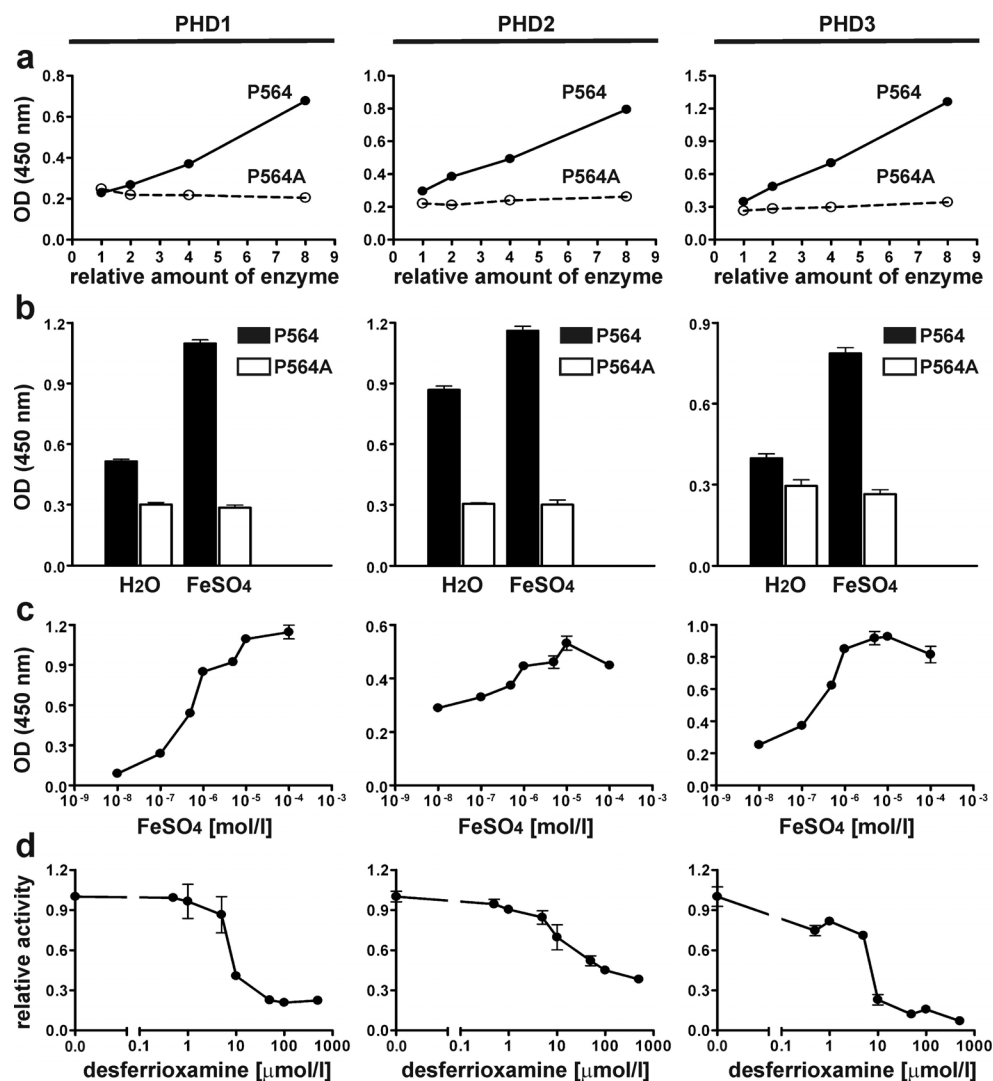 PHD1 PHD2 PHD3
a
OD (450 nm)
0.8 0.6 0.4 0.2 0.0
P564
P564A
0 1 2 3 4 5 6 7 8 9
relative amount of enzyme
1.0 0.8 0.6 0.4 0.2 0.0
P564
P564A
0 1 2 3 4 5 6 7 8 9
relative amount of enzyme
1.5 1.2 0.9 0.6 0.3 0.0
P564
P564A
0 1 2 3 4 5 6 7 8 9
relative amount of enzyme
b
OD (450 nm)
1.2 0.9 0.6 0.3 0.0
P564
P564A
H2O FeSO4
1.2 0.9 0.6 0.3 0.0
P564
P564A
H2O FeSO4
0.9 0.6 0.3 0.0
P564
P564A
H2O FeSO4
c
OD (450 nm)
1.2 0.9 0.6 0.3 0.0
10⁻⁹ 10⁻⁸ 10⁻⁷ 10⁻⁶ 10⁻⁵ 10⁻⁴ 10⁻³
FeSO4 [mol/l]
0.6 0.4 0.2 0.0
10⁻⁹ 10⁻⁸ 10⁻⁷ 10⁻⁶ 10⁻⁵ 10⁻⁴ 10⁻³
FeSO4 [mol/l]
1.0 0.8 0.6 0.4 0.2 0.0
10⁻⁹ 10⁻⁸ 10⁻⁷ 10⁻⁶ 10⁻⁵ 10⁻⁴ 10⁻³
FeSO4 [mol/l]
d
relative activity
1.2 0.9 0.6 0.3 0.0
0.0 0.1 1 10 100 1000
desferrioxamine [μmol/l]
1.2 0.9 0.6 0.3 0.0
0.0 0.1 1 10 100 1000
desferrioxamine [μmol/l]
1.2 0.9 0.6 0.3 0.0
0.0 0.1 1 10 100 1000
desferrioxamine [μmol/l]